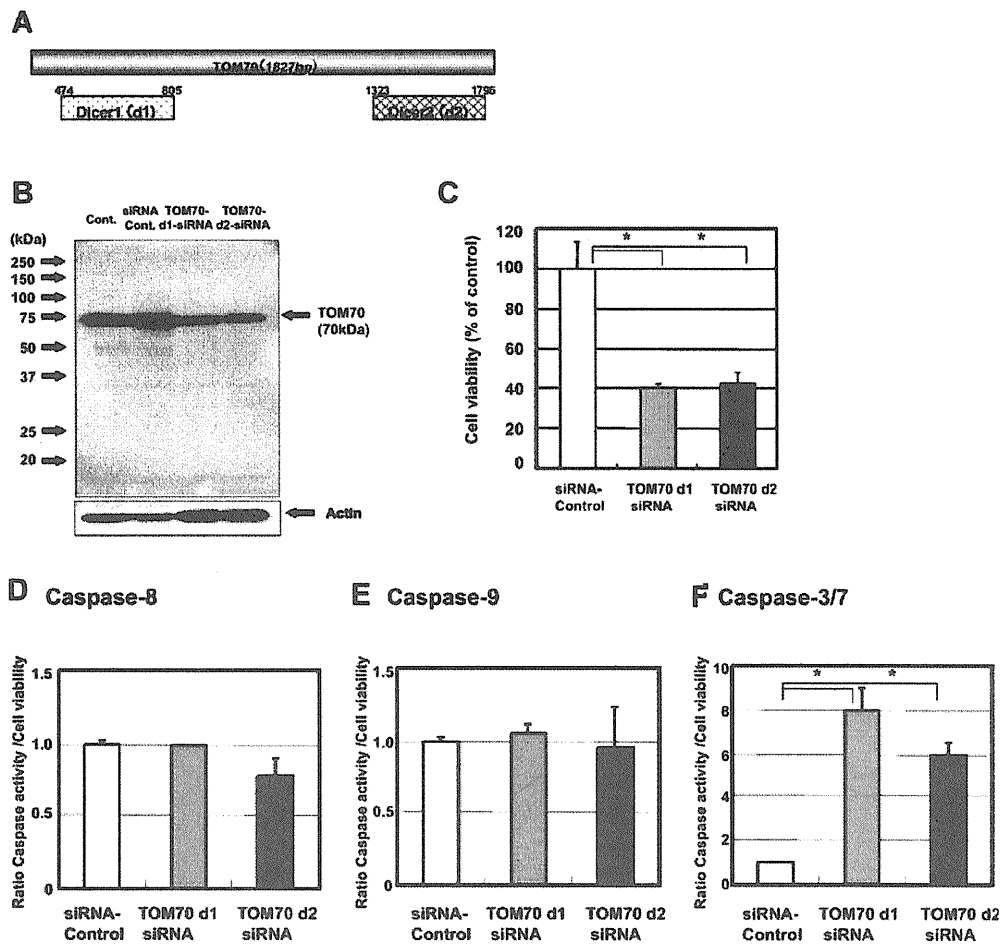 A
TOM70(1827bp)
474 805 1323 1796
Dicer1 (d1) Dicer2 (d2)
B
Cont. siRNA Cont. TOM70-d1-siRNA TOM70-d2-siRNA
(kDa)
250
150
100
75
50
37
25
20
TOM70
(70kDa)
Actin
C
Cell viability (% of control)
120
100
80
60
40
20
0
* *
siRNA-Control TOM70 d1 siRNA TOM70 d2 siRNA
D Caspase-8
Ratio Caspase activity /Cell viability
1.5
1.0
0.5
0
siRNA-Control TOM70 d1 siRNA TOM70 d2 siRNA
E Caspase-9
Ratio Caspase activity /Cell viability
1.5
1.0
0.5
0
siRNA-Control TOM70 d1 siRNA TOM70 d2 siRNA
F Caspase-3/7
Ratio Caspase activity /Cell viability
10
8
6
4
2
0
* *
siRNA-Control TOM70 d1 siRNA TOM70 d2 siRNA